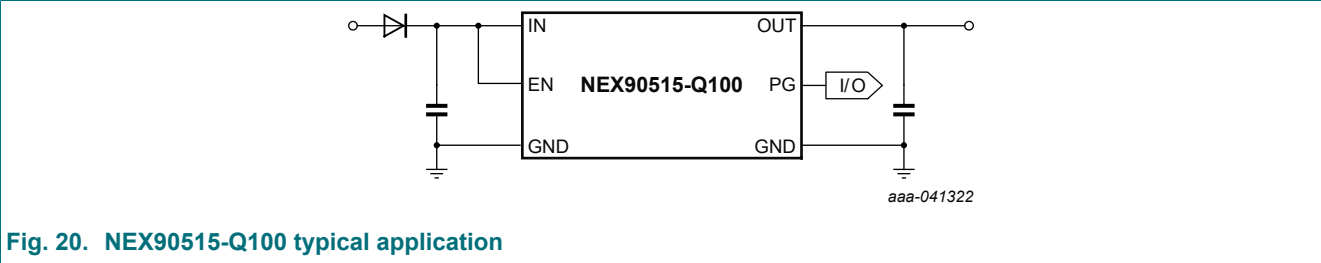 IN OUT
EN NEX90515-Q100 PG I/O
GND GND
aaa-041322
Fig. 20. NEX90515-Q100 typical application